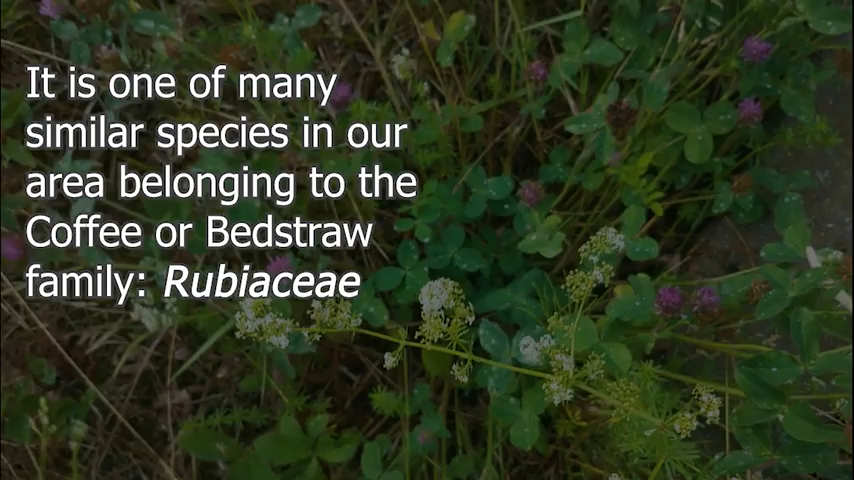 It is one of many
similar species in our
area belonging to the
Coffee or Bedstraw
family: Rubiaceae